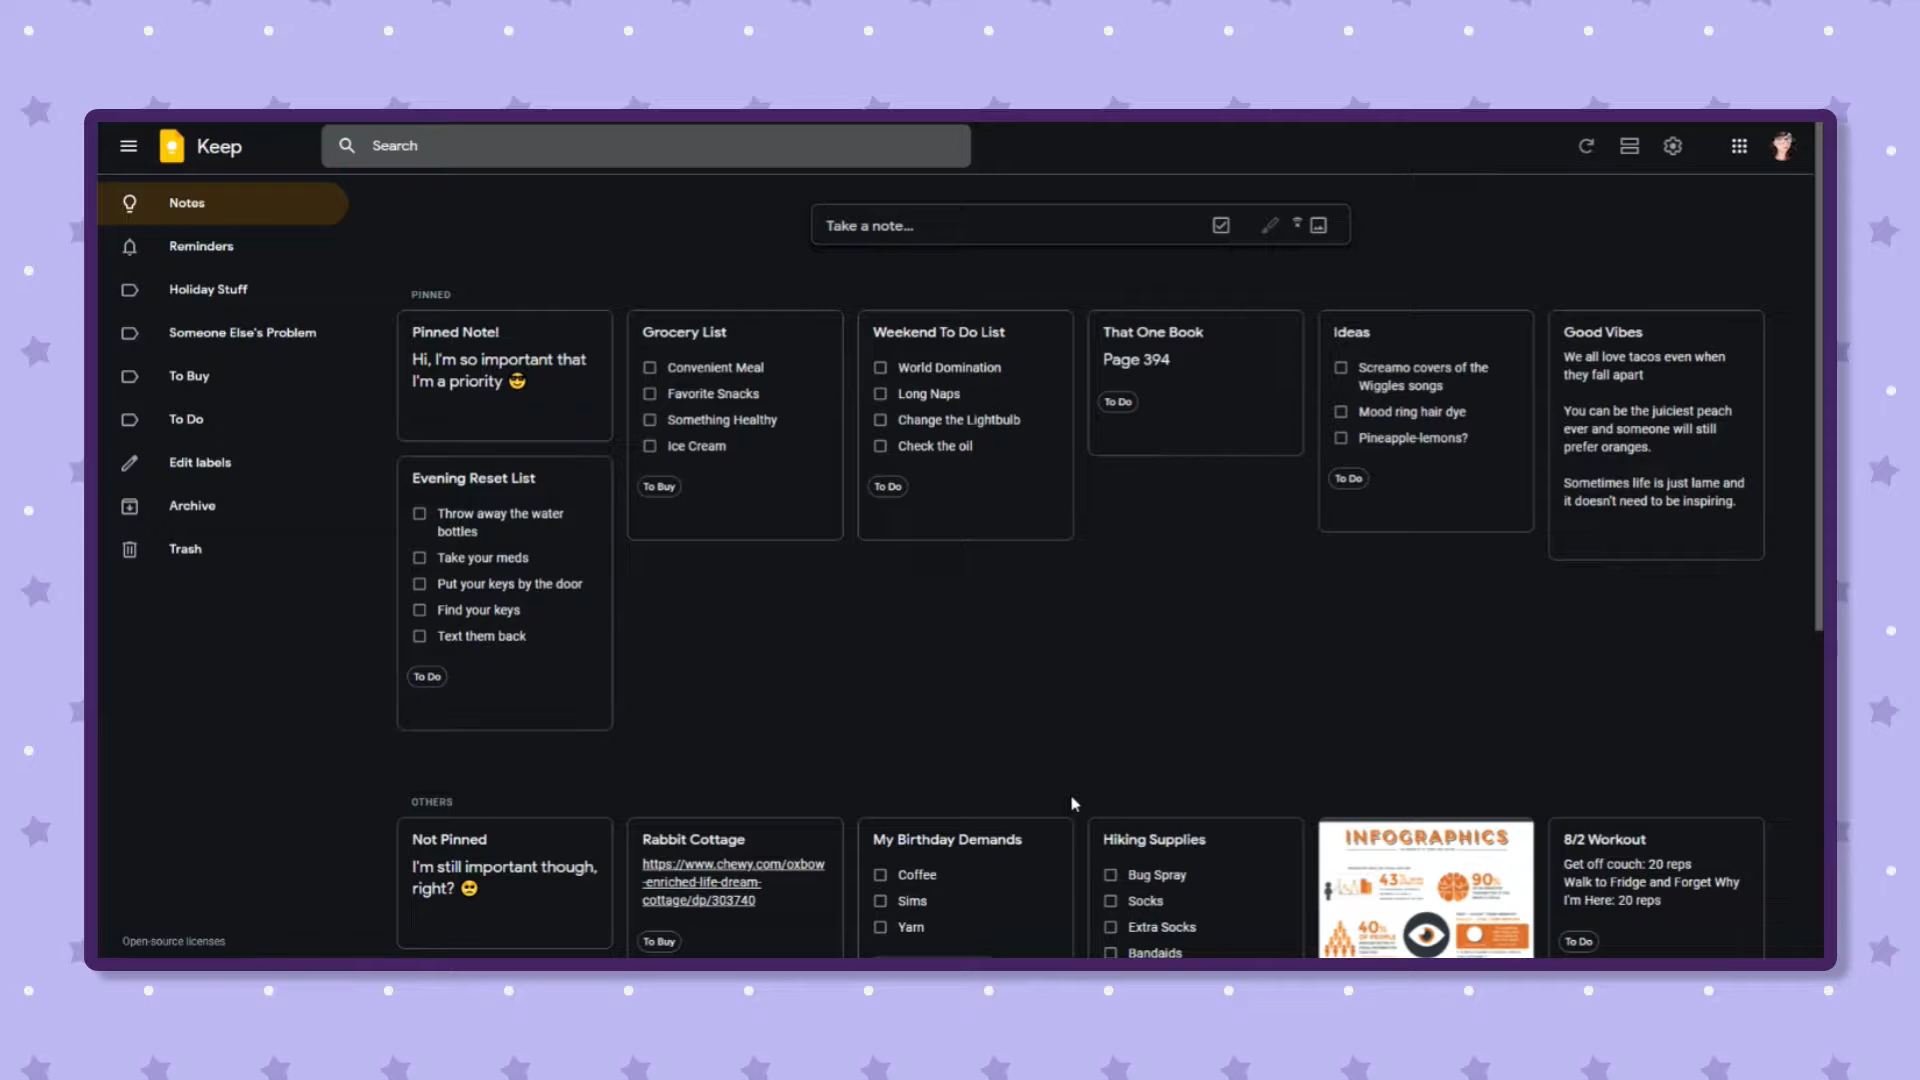 Keep
Search
Notes
Reminders
Holiday Stuff
Someone Else's Problem
To Buy
To Do
Edit labels
Archive
Trash
Open-source licenses
Take a note...
PINNED
Pinned Note!
Hi, I'm so important that
I'm a priority 😎
Grocery List
Convenient Meal
Favorite Snacks
Something Healthy
Ice Cream
To Buy
Weekend To Do List
World Domination
Long Naps
Change the Lightbulb
Check the oil
To Do
That One Book
Page 394
To Do
Ideas
Screamo covers of the
Wiggles songs
Mood ring hair dye
Pineapple-lemons?
To Do
Good Vibes
We all love tacos even when
they fall apart
You can be the juiciest peach
ever and someone will still
prefer oranges.
Sometimes life is just lame and
it doesn't need to be inspiring.
Evening Reset List
Throw away the water
bottles
Take your meds
Put your keys by the door
Find your keys
Text them back
To Do
OTHERS
Not Pinned
I'm still important though,
right? 🥺
Rabbit Cottage
https://www.chewy.com/oxbow
-enriched-life-dream-
cottage/dp/303740
To Buy
My Birthday Demands
Coffee
Sims
Yarn
Hiking Supplies
Bug Spray
Socks
Extra Socks
Bandaids
INFOGRAPHICS
43%
90%
40%
OF PEOPLE
8/2 Workout
Get off couch: 20 reps
Walk to Fridge and Forget Why
I'm Here: 20 reps
To Do